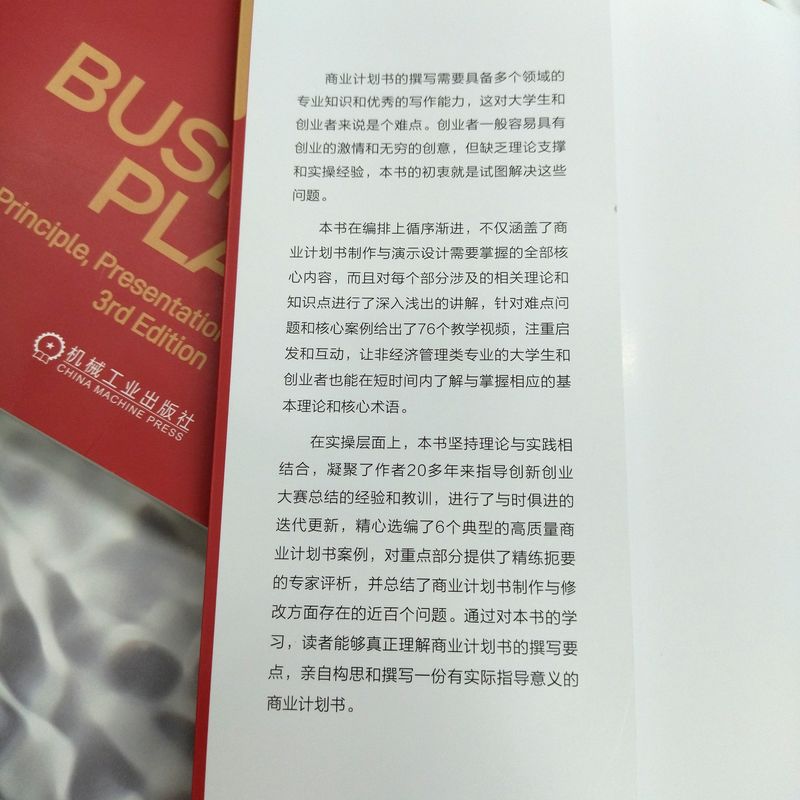 BUSI
PLA
Principle, Presentation
3rd Edition
机械工业出版社
CHINA MACHINE PRESS
商业计划书的撰写需要具备多个领域的
专业知识和优秀的写作能力，这对大学生和
创业者来说是个难点。创业者一般容易具有
创业的激情和无穷的创意，但缺乏理论支撑
和实操经验，本书的初衷就是试图解决这些
问题。
本书在编排上循序渐进，不仅涵盖了商
业计划书制作与演示设计需要掌握的全部核
心内容，而且对每个部分涉及的相关理论和
知识点进行了深入浅出的讲解，针对难点问
题和核心案例给出了76个教学视频，注重启
发和互动，让非经济管理类专业的大学生和
创业者也能在短时间内了解与掌握相应的基
本理论和核心术语。
在实操层面上，本书坚持理论与实践相
结合，凝聚了作者20多年来指导创新创业
大赛总结的经验和教训，进行了与时俱进的
迭代更新，精心选编了6个典型的高质量商
业计划书案例，对重点部分提供了精练扼要
的专家评析，并总结了商业计划书制作与修
改方面存在的近百个问题。通过对本书的学
习，读者能够真正理解商业计划书的撰写要
点，亲自构思和撰写一份有实际指导意义的
商业计划书。